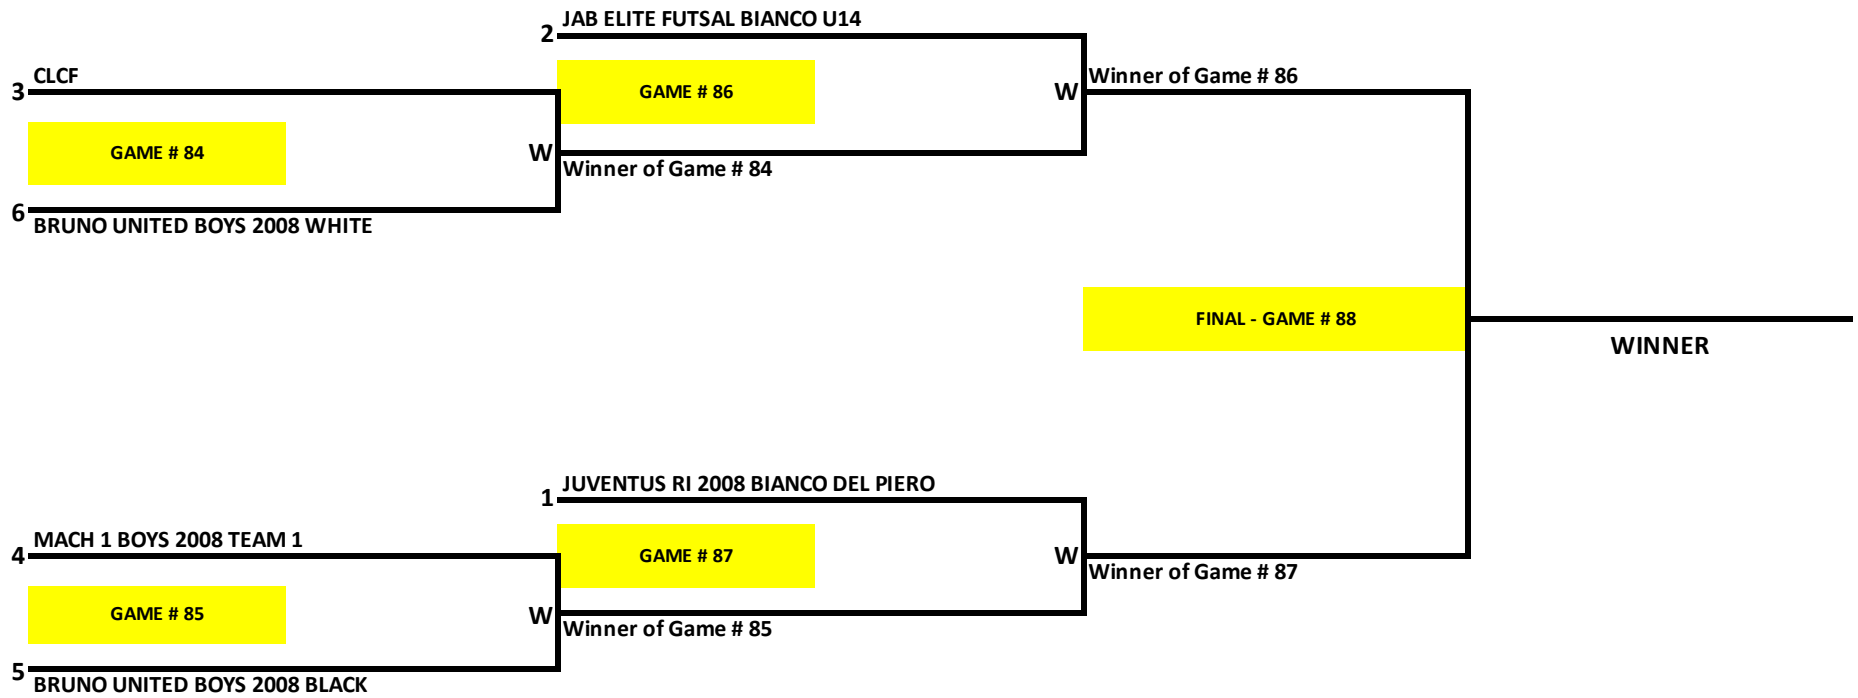 JAB ELITE FUTSAL BIANCO U14
2
CLCF
3
GAME # 86
W
Winner of Game # 86
GAME # 84
W
Winner of Game # 84
6
BRUNO UNITED BOYS 2008 WHITE
FINAL - GAME # 88
WINNER
JUVENTUS RI 2008 BIANCO DEL PIERO
1
MACH 1 BOYS 2008 TEAM 1
4
GAME # 87
W
Winner of Game # 87
GAME # 85
W
Winner of Game # 85
5
BRUNO UNITED BOYS 2008 BLACK